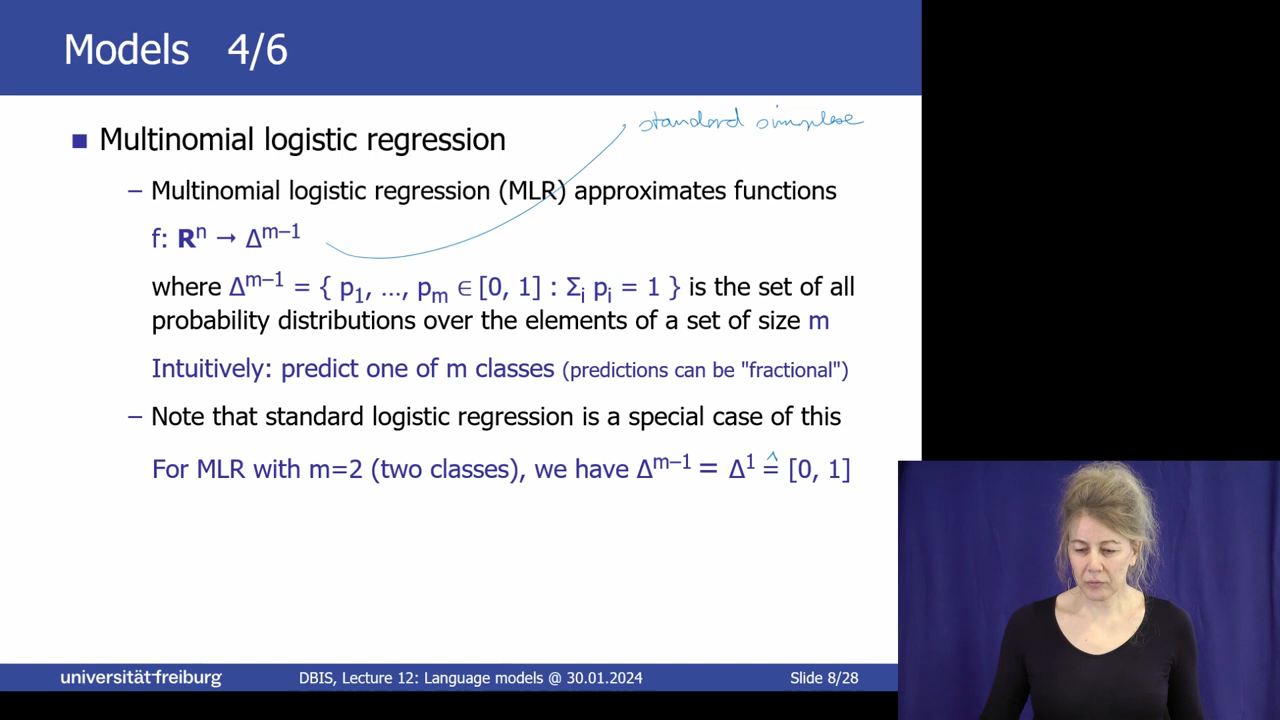 Models 4/6
standard simplex
■ Multinomial logistic regression
– Multinomial logistic regression (MLR) approximates functions
f: Rⁿ → Δᵐ⁻¹
where Δᵐ⁻¹ = { p₁, …, pₘ ∈ [0, 1] : Σᵢ pᵢ = 1 } is the set of all
probability distributions over the elements of a set of size m
Intuitively: predict one of m classes (predictions can be "fractional")
– Note that standard logistic regression is a special case of this
For MLR with m=2 (two classes), we have Δᵐ⁻¹ = Δ¹ ≙ [0, 1]
universität freiburg DBIS, Lecture 12: Language models @ 30.01.2024 Slide 8/28